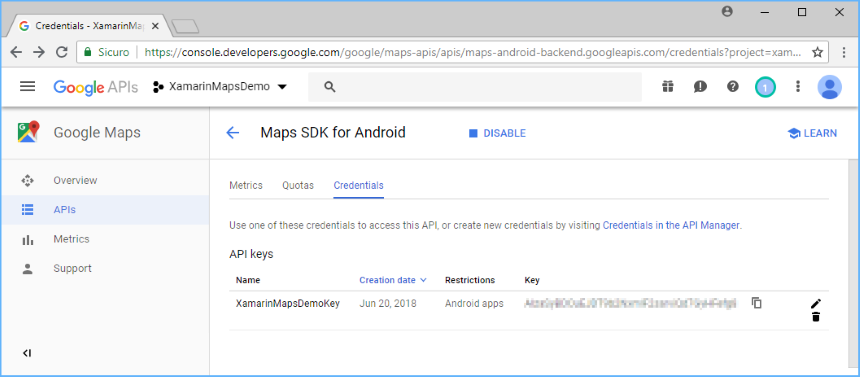 Credentials - XamarinMa
Sicuro https://console.developers.google.com/google/maps-apis/apis/maps-android-backend.googleapis.com/credentials?project=xam...
Google APIs XamarinMapsDemo 1
Google Maps
Maps SDK for Android DISABLE LEARN
Overview
APIs
Metrics
Support
Metrics Quotas Credentials
Use one of these credentials to access this API, or create new credentials by visiting Credentials in the API Manager.
API keys
Name Creation date Restrictions Key
XamarinMapsDemoKey Jun 20, 2018 Android apps